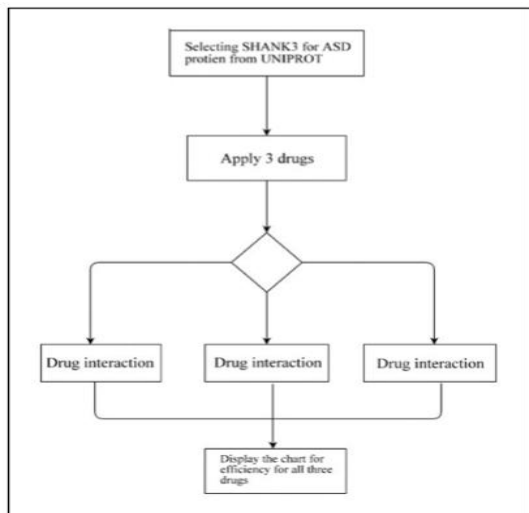 Selecting SHANK3 for ASD
protien from UNIPROT
Apply 3 drugs
Drug interaction
Drug interaction
Drug interaction
Display the chart for
efficiency for all three
drugs